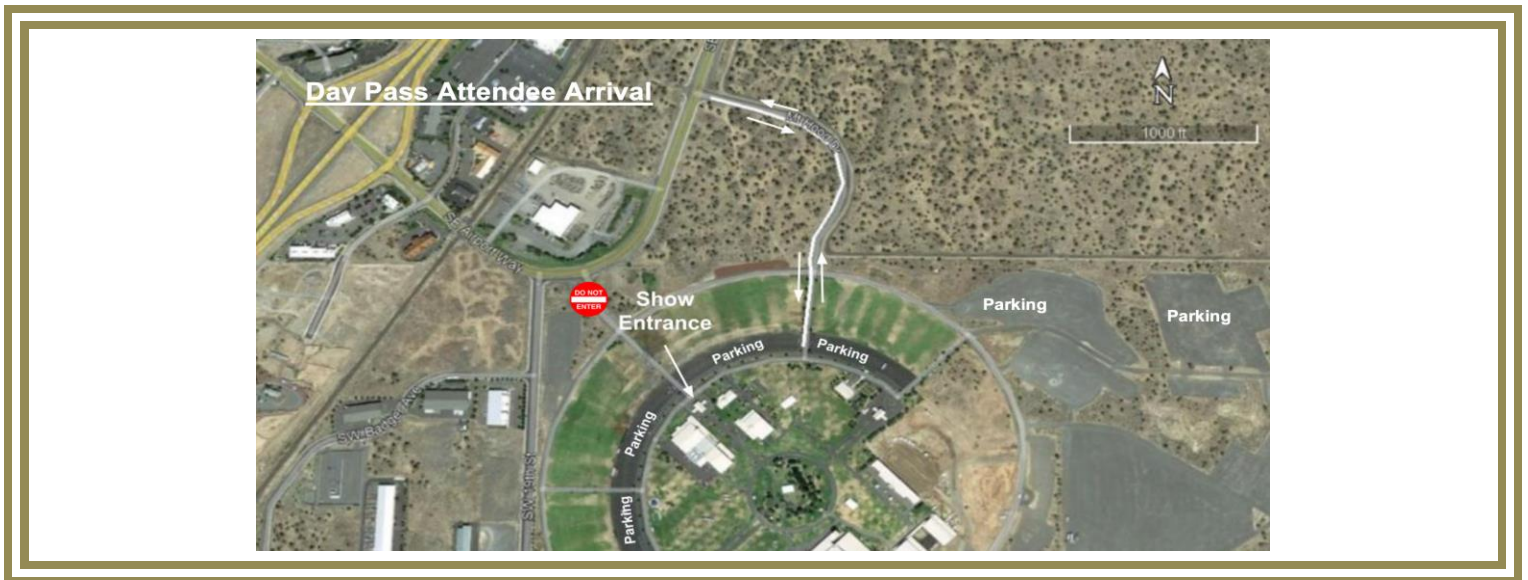 Day Pass Attendee Arrival
N
1000 ft
DO NOT
ENTER
Show
Entrance
Parking
Parking
Parking
Parking
Parking
Parking